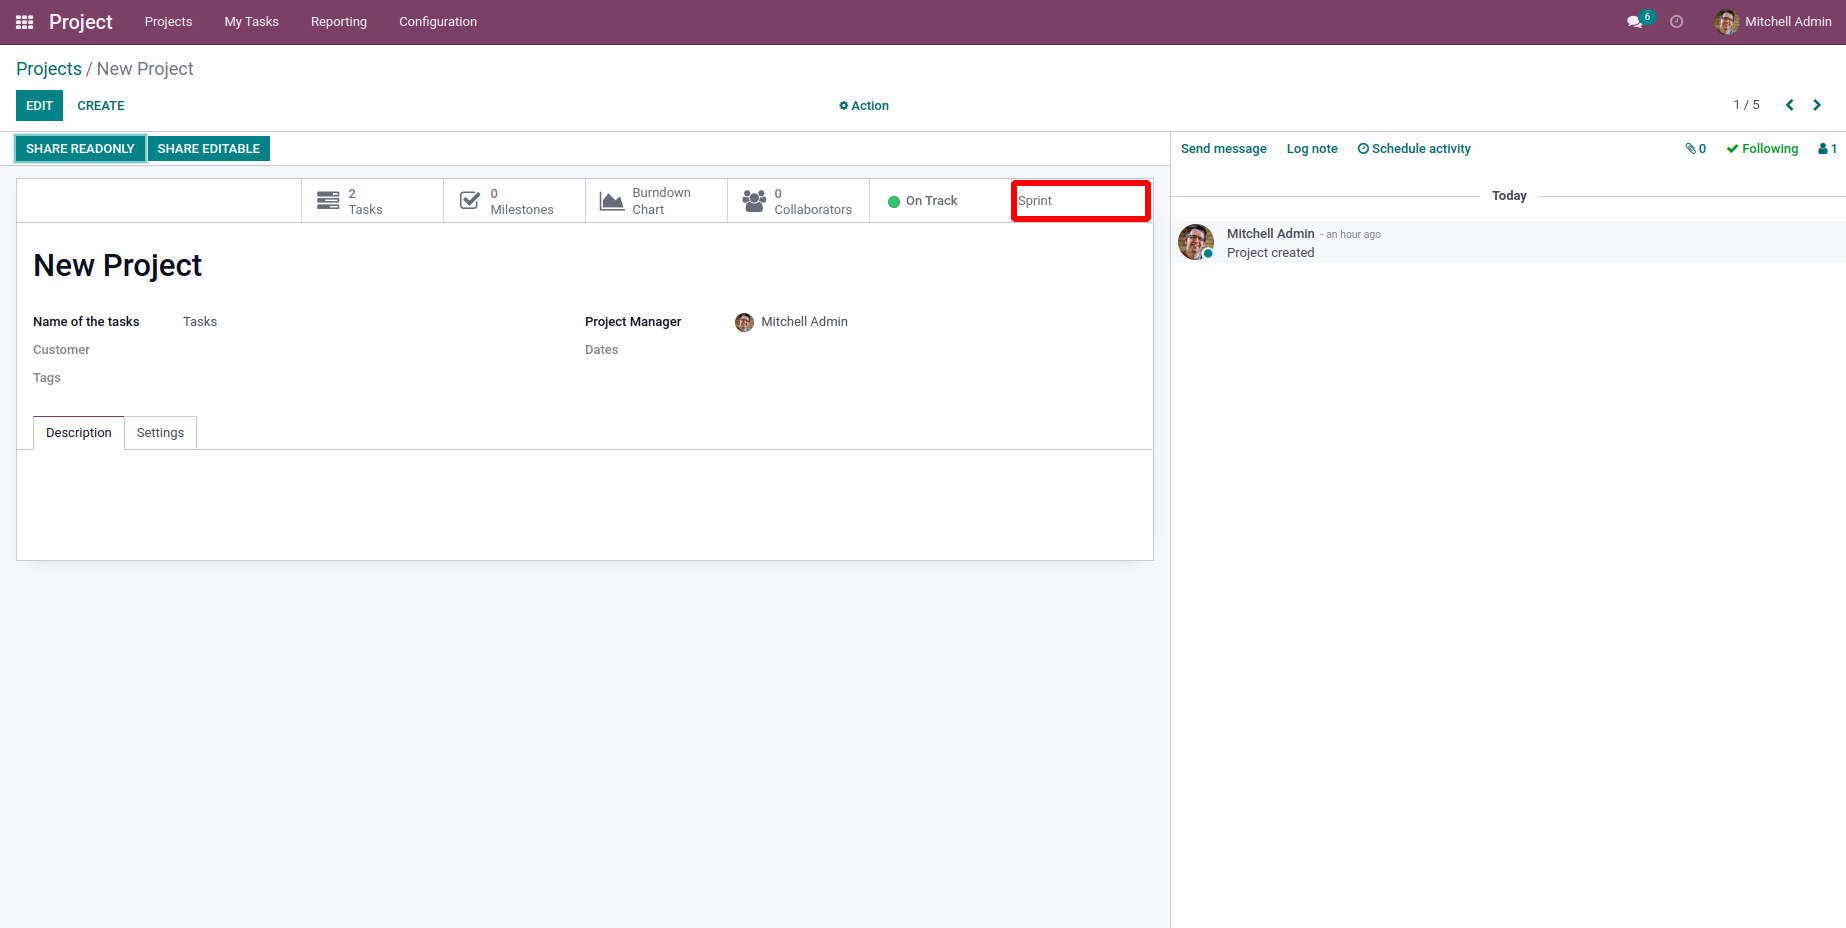 Project Projects My Tasks Reporting Configuration 6 Mitchell Admin
Projects / New Project
EDIT CREATE Action 1 / 5
SHARE READONLY SHARE EDITABLE
2 Tasks
0 Milestones
Burndown Chart
0 Collaborators
On Track
Sprint
New Project
Name of the tasks Tasks
Project Manager Mitchell Admin
Customer
Dates
Tags
Description Settings
Send message Log note Schedule activity 0 Following 1
Today
Mitchell Admin - an hour ago
Project created